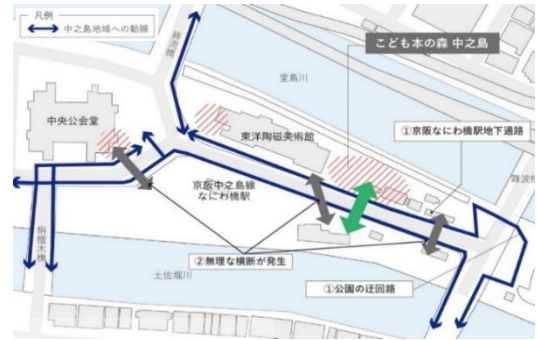 凡例
中之島地域への動線
鉾流橋
こども本の森 中之島
堂島川
中央公会堂
東洋陶磁美術館
①京阪なにわ橋駅地下通路
難波橋
京阪中之島線
なにわ橋駅
栴檀木橋
②無理な横断が発生
土佐堀川
①公園の迂回路